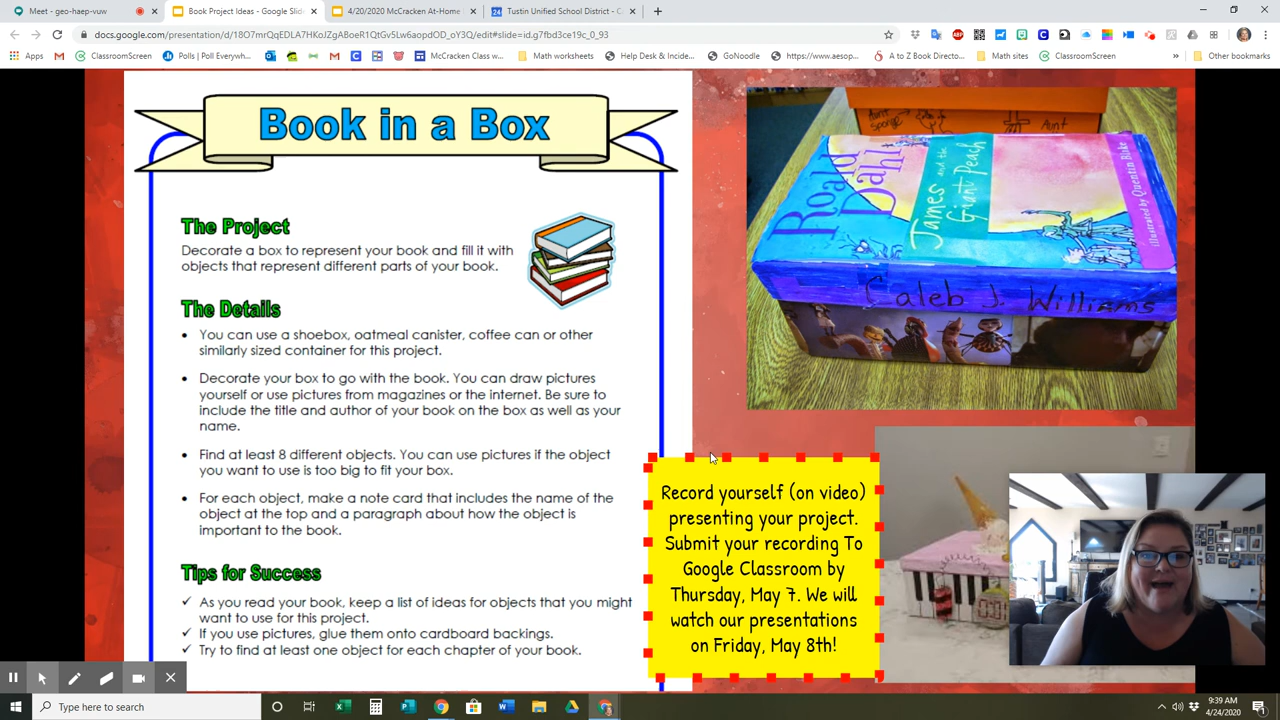 Meet - geo-haep-vuw
Book Project Ideas - Google Slid
4/20/2020 McCracken At-Home
Tustin Unified School District - C
docs.google.com/presentation/d/18O7mrQqEDLA7HKoJZgABoeR1QtGv5Lw6aopdOD_oY3Q/edit#slide=id.g7fbd3ce19c_0_93
Apps
ClassroomScreen
Polls | Poll Everywh...
McCracken Class w...
Math worksheets
Help Desk & Incide...
GoNoodle
https://www.aesop...
A to Z Book Directo...
Math sites
ClassroomScreen
Other bookmarks
Book in a Box
The Project
Decorate a box to represent your book and fill it with
objects that represent different parts of your book.
The Details
• You can use a shoebox, oatmeal canister, coffee can or other
similarly sized container for this project.
• Decorate your box to go with the book. You can draw pictures
yourself or use pictures from magazines or the internet. Be sure to
include the title and author of your book on the box as well as your
name.
• Find at least 8 different objects. You can use pictures if the object
you want to use is too big to fit your box.
• For each object, make a note card that includes the name of the
object at the top and a paragraph about how the object is
important to the book.
Tips for Success
✓ As you read your book, keep a list of ideas for objects that you might
want to use for this project.
✓ If you use pictures, glue them onto cardboard backings.
✓ Try to find at least one object for each chapter of your book.
Aunt
Sponge
Aunt
Roald
Dahl
James and the
Giant Peach
Illustrated by Quentin Blake
Caleb J. Williams
Record yourself (on video)
presenting your project.
Submit your recording To
Google Classroom by
Thursday, May 7. We will
watch our presentations
on Friday, May 8th!
Type here to search
9:39 AM
4/24/2020